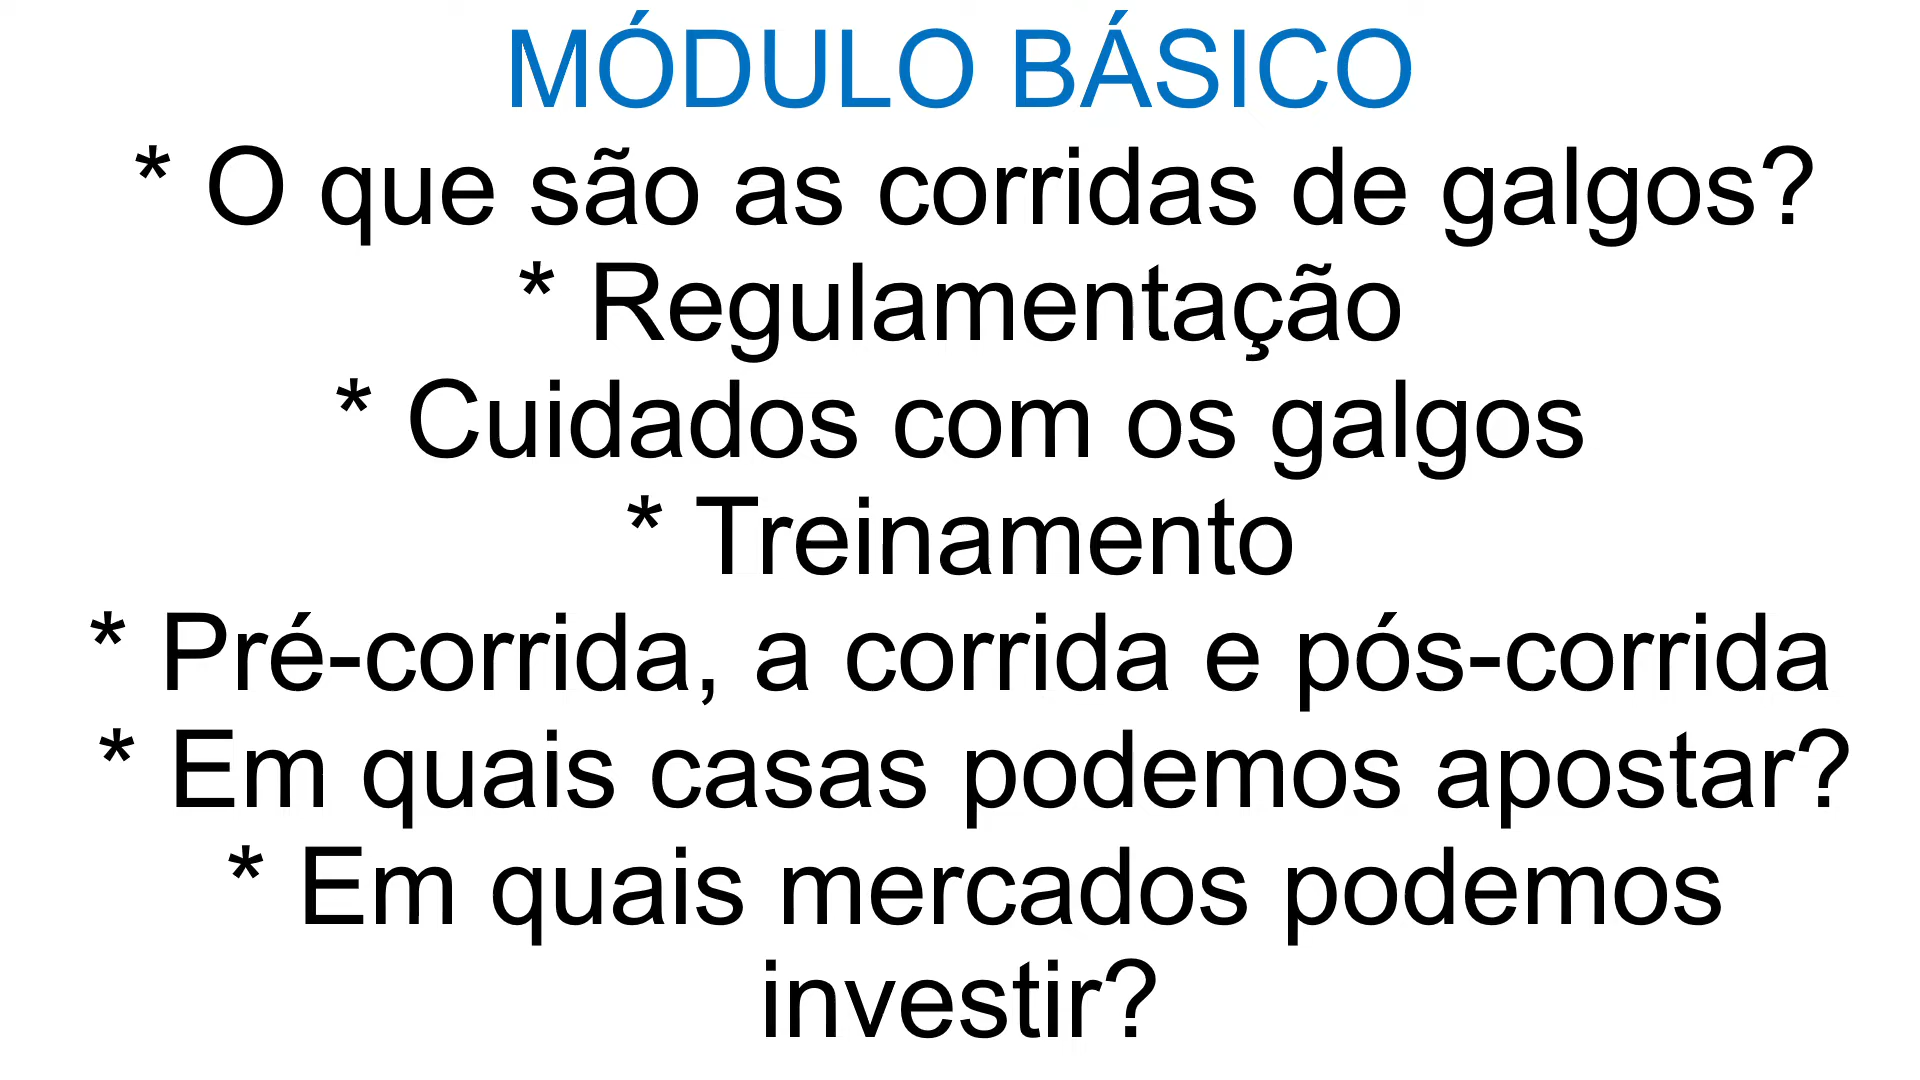 MÓDULO BÁSICO
* O que são as corridas de galgos?
* Regulamentação
* Cuidados com os galgos
* Treinamento
* Pré-corrida, a corrida e pós-corrida
* Em quais casas podemos apostar?
* Em quais mercados podemos
investir?